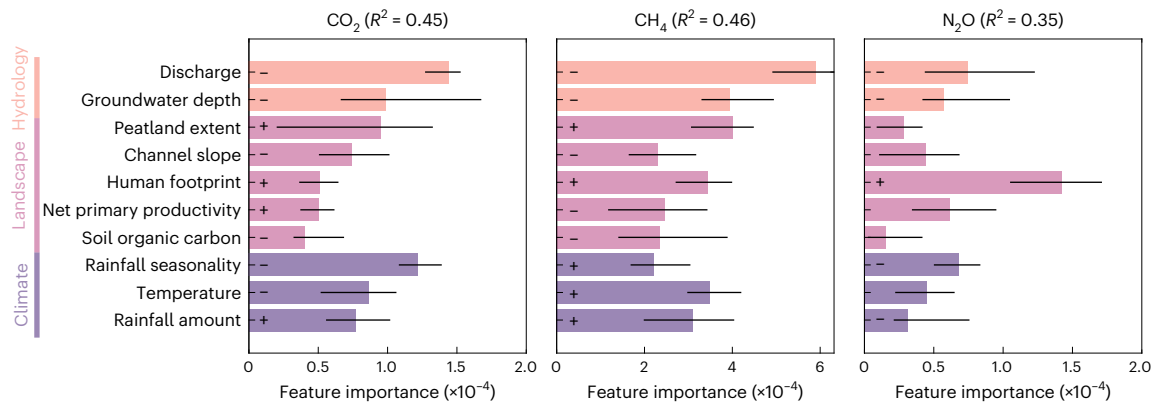 CO₂ (R² = 0.45)
CH₄ (R² = 0.46)
N₂O (R² = 0.35)
Hydrology
Landscape
Climate
Discharge – – –
Groundwater depth – – –
Peatland extent + +
Channel slope – –
Human footprint + + +
Net primary productivity + –
Soil organic carbon – –
Rainfall seasonality – + –
Temperature – +
Rainfall amount + + –
0 0.5 1.0 1.5 2.0
2 4 6
0 0.5 1.0 1.5 2.0
Feature importance (×10⁻⁴)
Feature importance (×10⁻⁴)
Feature importance (×10⁻⁴)